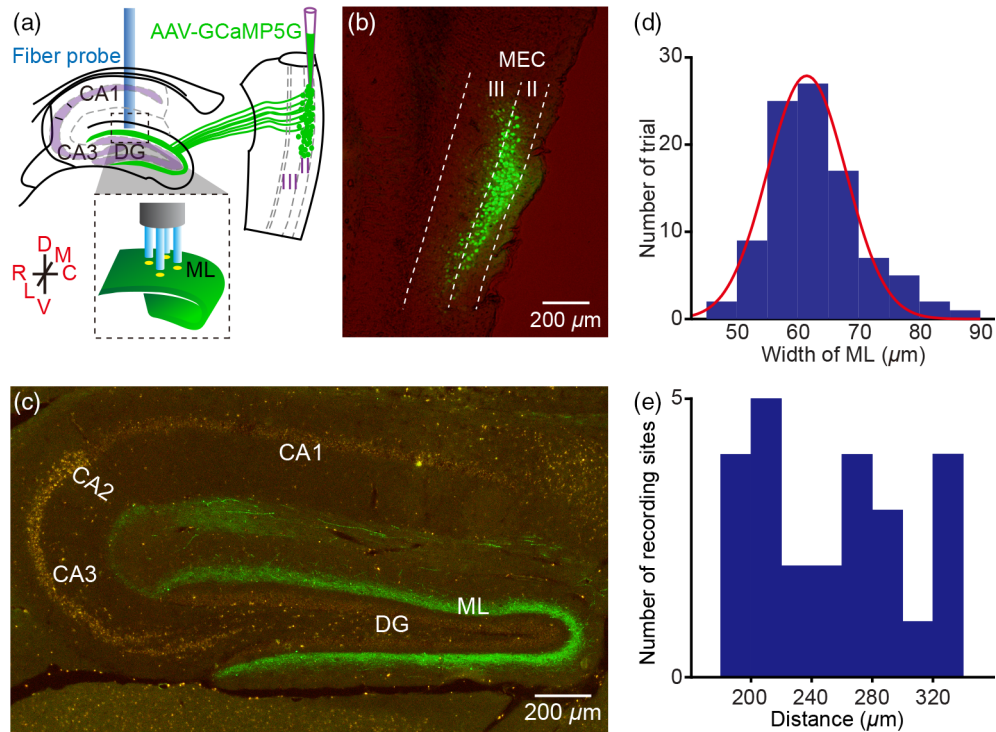 (a)
AAV-GCaMP5G
Fiber probe
CA1
CA3
DG
III
II
ML
D
M
R
C
L
V
(b)
MEC
III
II
200 µm
(c)
CA1
CA2
CA3
ML
DG
200 µm
(d)
Number of trial
30
20
10
0
50
60
70
80
90
Width of ML (µm)
(e)
Number of recording sites
5
0
200
240
280
320
Distance (µm)